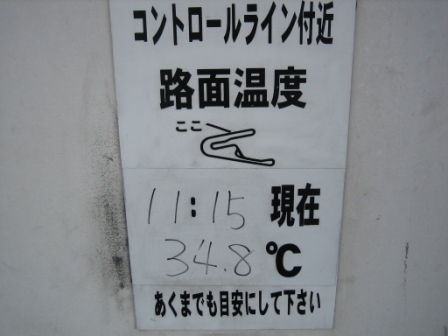 コントロールライン付近
路面温度
ここ
11:15 現在
34.8℃
あくまでも目安にして下さい